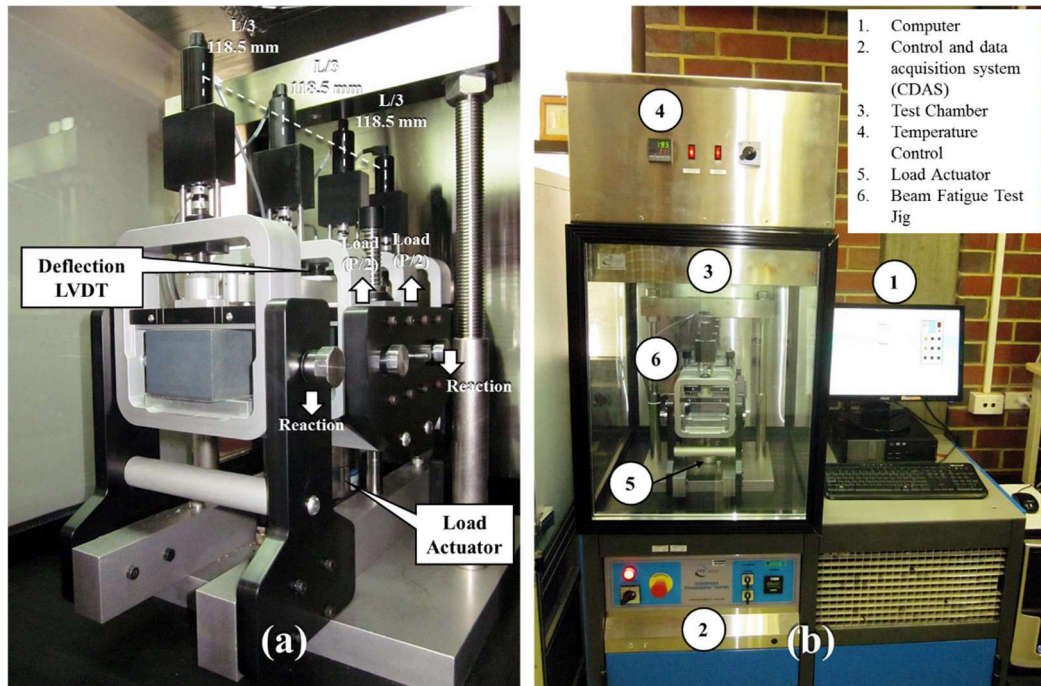 L/3
118.5 mm
L/3
118.5 mm
L/3
118.5 mm
Deflection
LVDT
Load
(P/2)
Load
(P/2)
Reaction
Reaction
Load
Actuator
(a)
1. Computer
2. Control and data
acquisition system
(CDAS)
3. Test Chamber
4. Temperature
Control
5. Load Actuator
6. Beam Fatigue Test
Jig
4
3
1
6
5
2
(b)